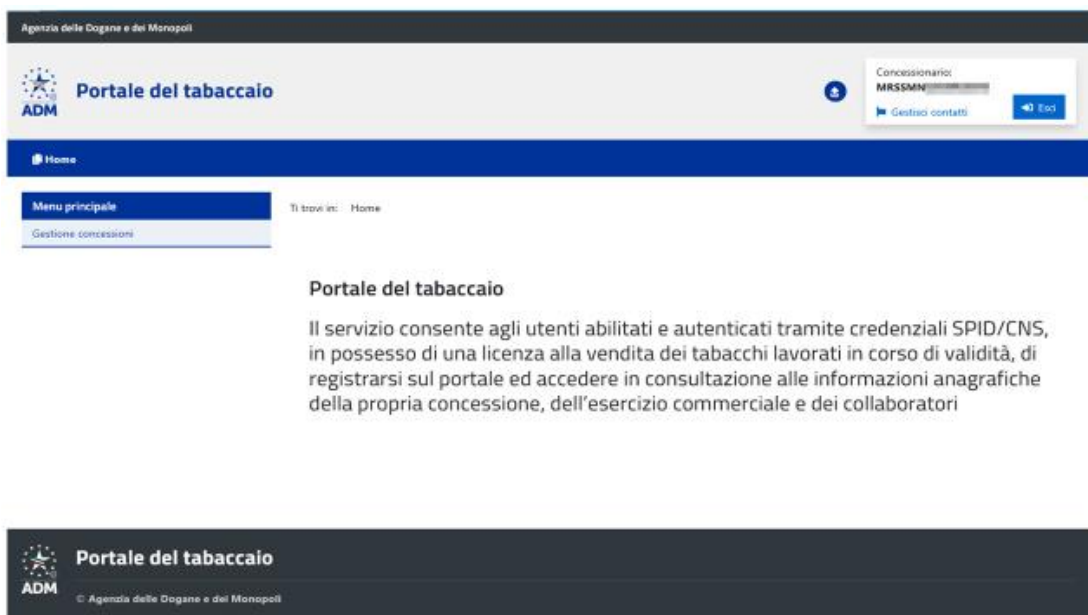 Agenzia delle Dogane e dei Monopoli
ADM
Portale del tabaccaio
Concessionario:
MRSSMN
Gestisci contatti
Esci
Home
Menu principale
Gestione concessioni
Ti trovi in: Home
Portale del tabaccaio
Il servizio consente agli utenti abilitati e autenticati tramite credenziali SPID/CNS,
in possesso di una licenza alla vendita dei tabacchi lavorati in corso di validità, di
registrarsi sul portale ed accedere in consultazione alle informazioni anagrafiche
della propria concessione, dell'esercizio commerciale e dei collaboratori
ADM
Portale del tabaccaio
© Agenzia delle Dogane e dei Monopoli